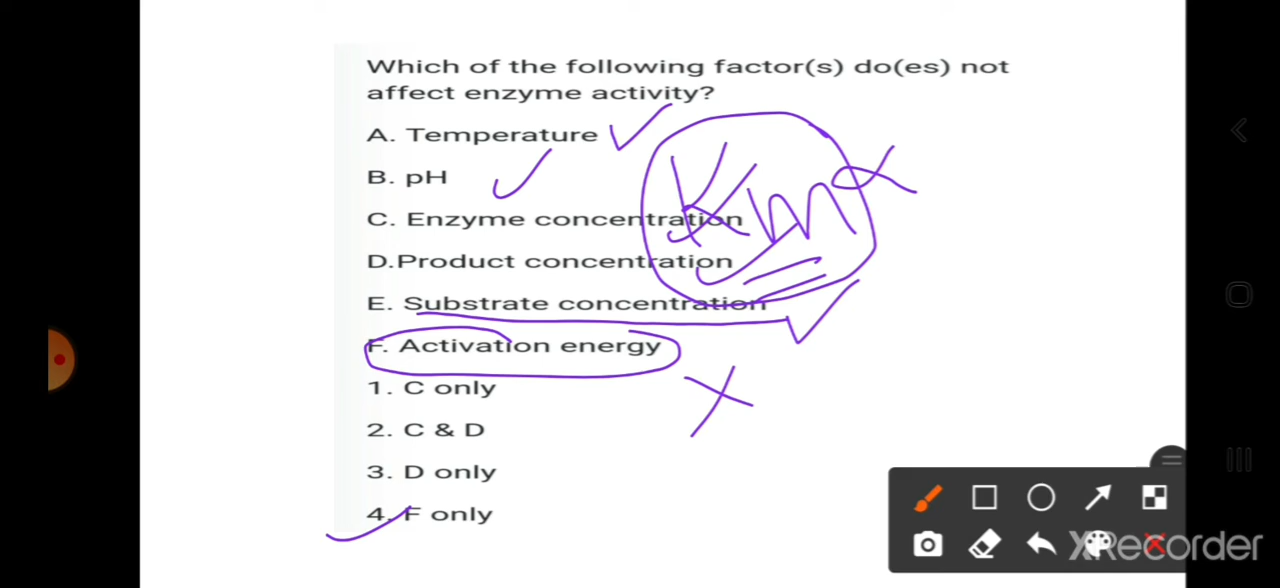 Which of the following factor(s) do(es) not
affect enzyme activity?
A. Temperature
B. pH
Km
C. Enzyme concentration
D.Product concentration
E. Substrate concentration
F. Activation energy
1. C only
2. C & D
3. D only
4. F only
XRecorder